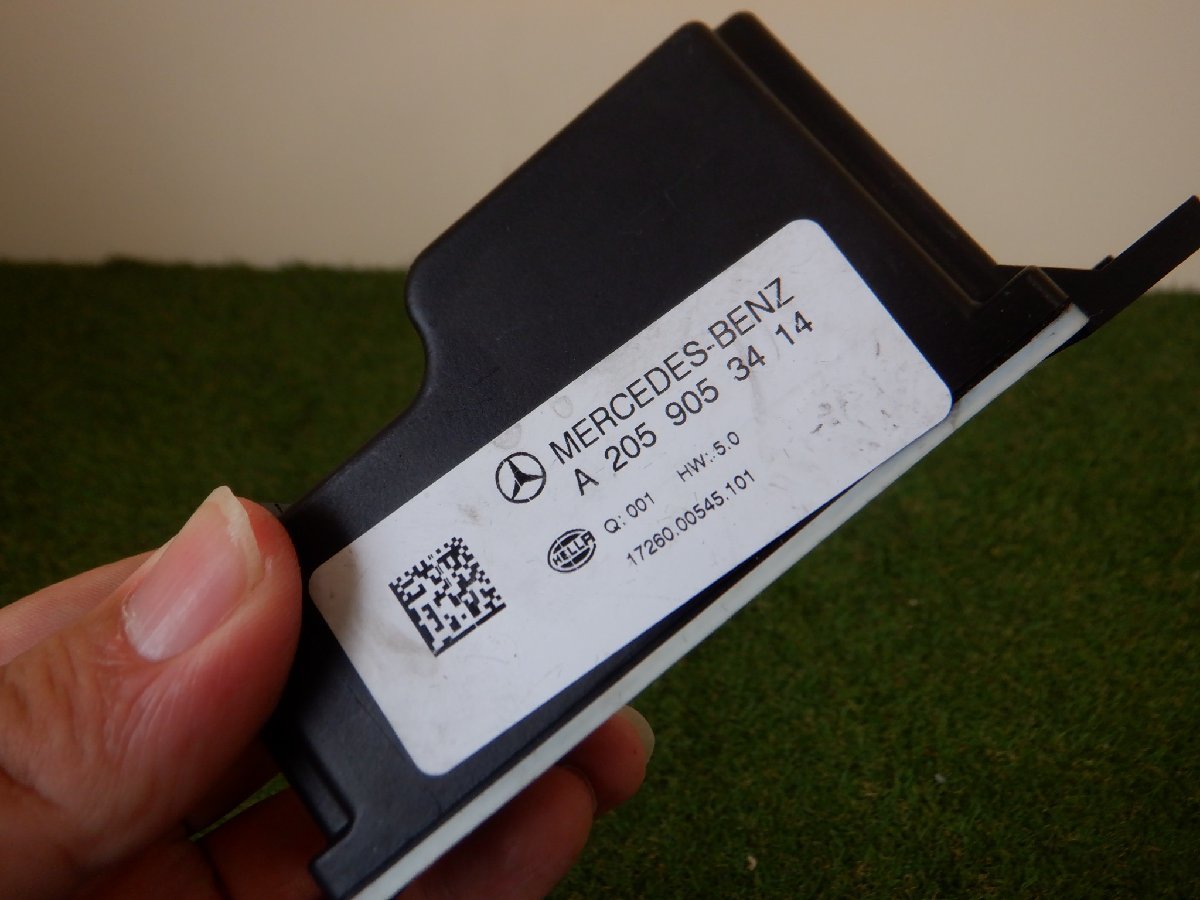 MERCEDES-BENZ
A 205 905 34 14
Q: 001 HW: 5.0
HELLA
17260.00545.101